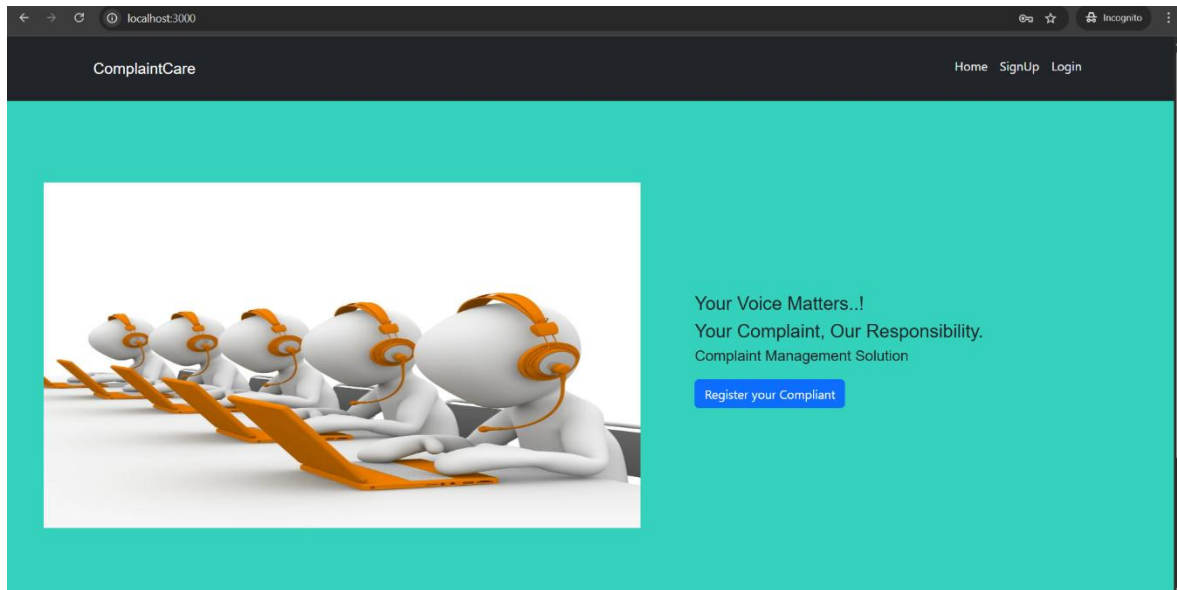 localhost:3000
Incognito
ComplaintCare
Home SignUp Login
Your Voice Matters..!
Your Complaint, Our Responsibility.
Complaint Management Solution
Register your Compliant